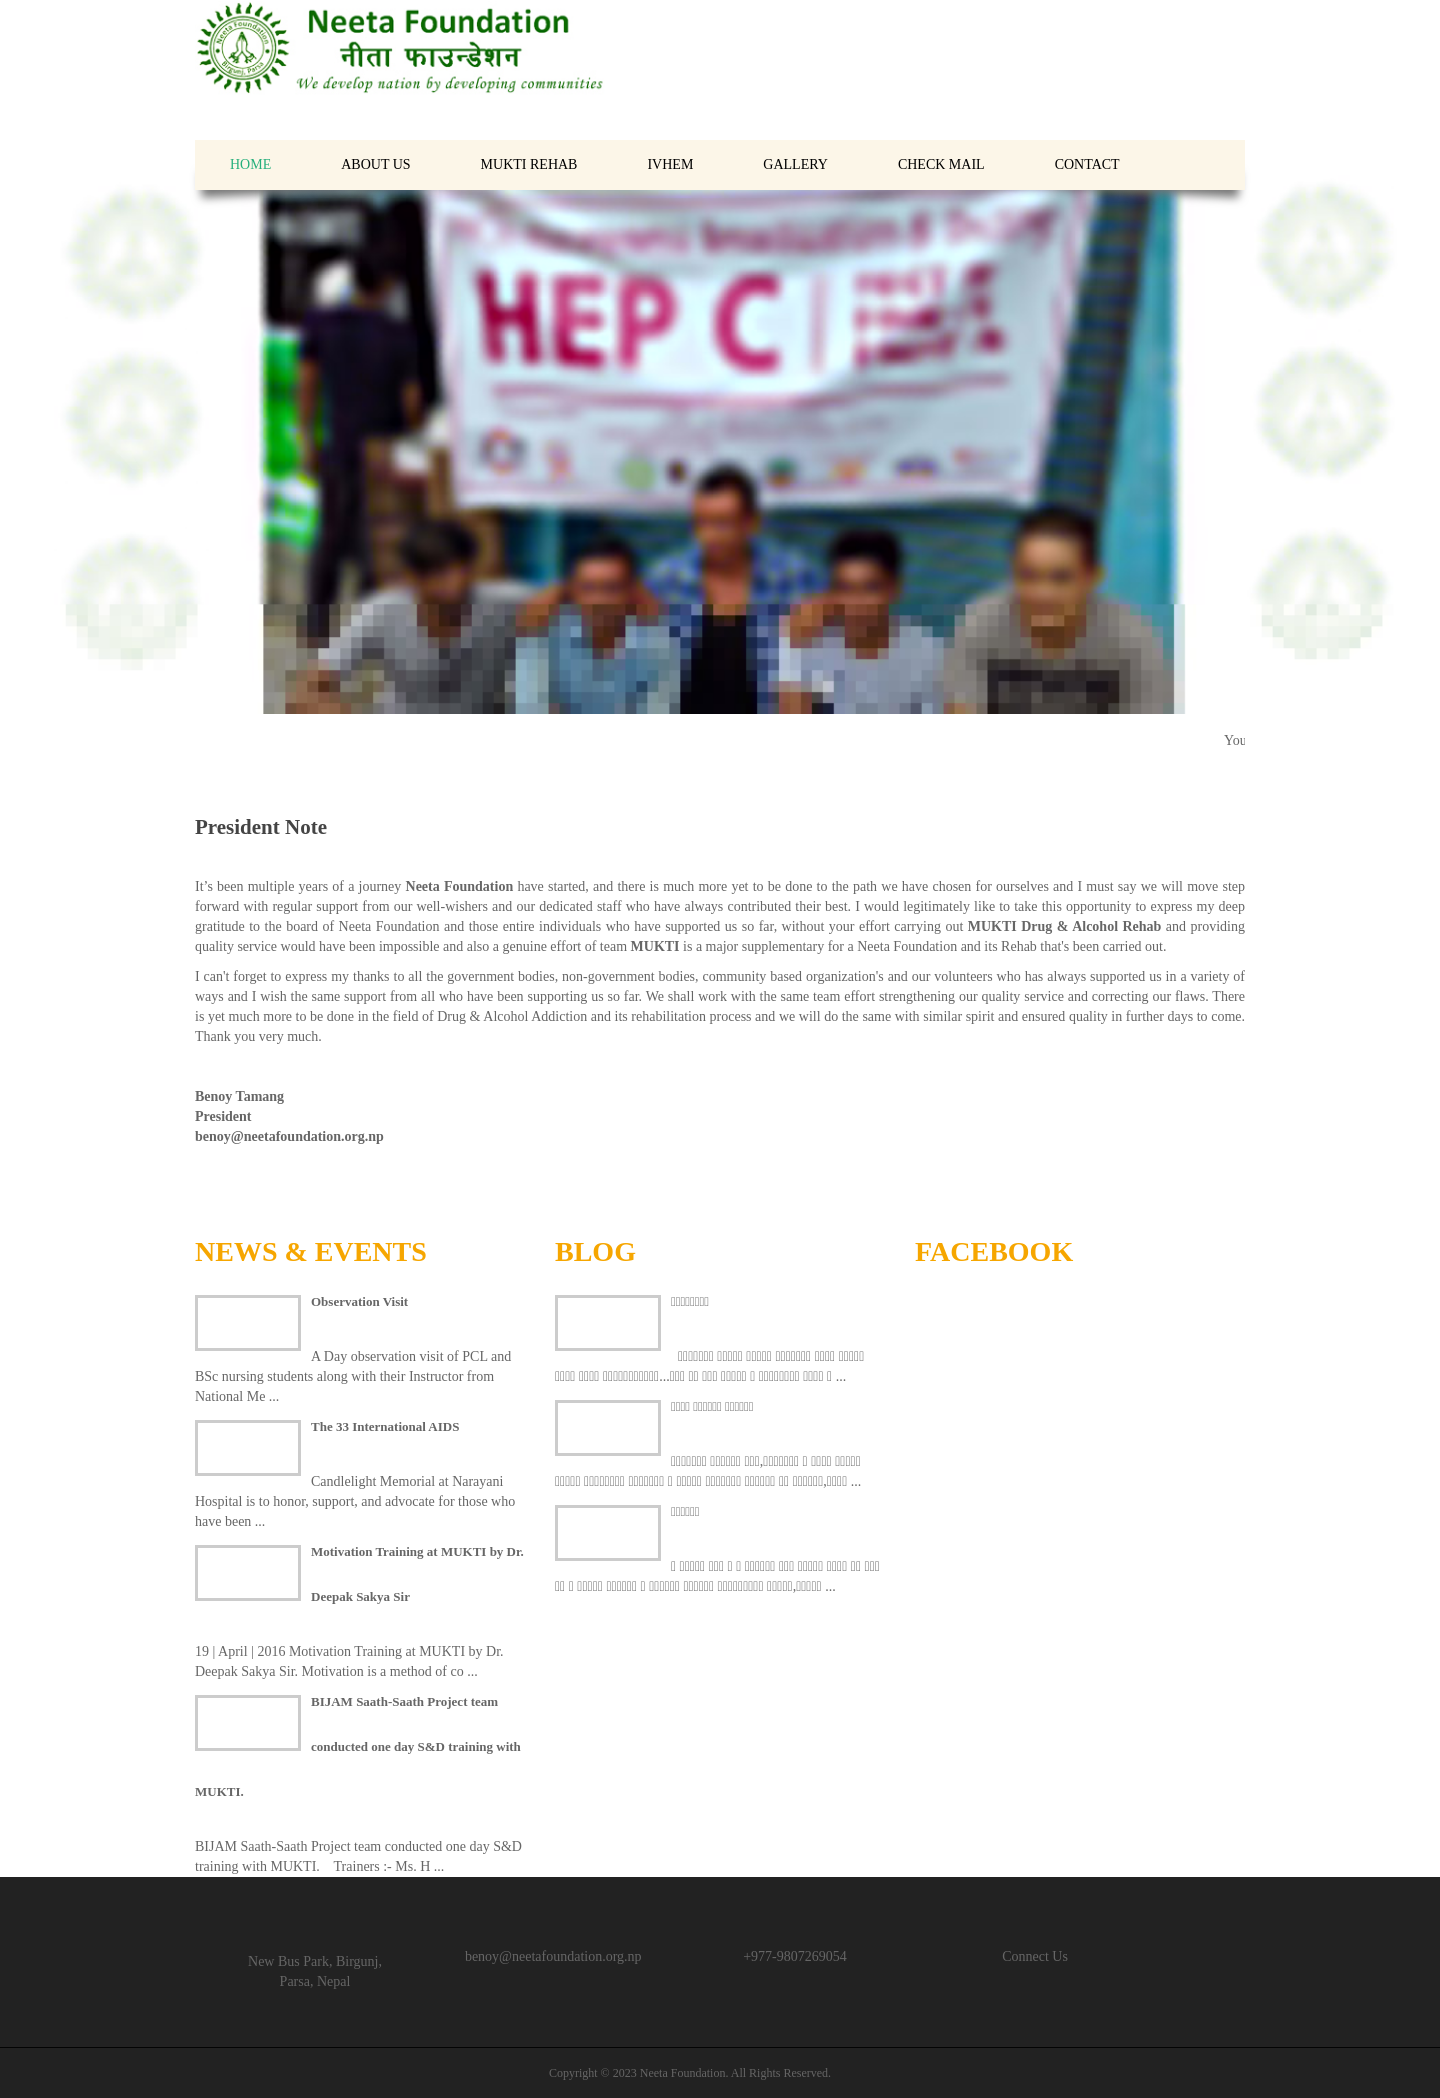 Neeta Foundation
नीता फाउन्डेशन
We develop nation by developing communities
Birgunj, Parsa
HOME ABOUT US MUKTI REHAB IVHEM GALLERY CHECK MAIL CONTACT
HEP C
You
President Note
It’s been multiple years of a journey Neeta Foundation have started, and there is much more yet to be done to the path we have chosen for ourselves and I must say we will move step
forward with regular support from our well-wishers and our dedicated staff who have always contributed their best. I would legitimately like to take this opportunity to express my deep
gratitude to the board of Neeta Foundation and those entire individuals who have supported us so far, without your effort carrying out MUKTI Drug & Alcohol Rehab and providing
quality service would have been impossible and also a genuine effort of team MUKTI is a major supplementary for a Neeta Foundation and its Rehab that's been carried out.
I can't forget to express my thanks to all the government bodies, non-government bodies, community based organization's and our volunteers who has always supported us in a variety of
ways and I wish the same support from all who have been supporting us so far. We shall work with the same team effort strengthening our quality service and correcting our flaws. There
is yet much more to be done in the field of Drug & Alcohol Addiction and its rehabilitation process and we will do the same with similar spirit and ensured quality in further days to come.
Thank you very much.
Benoy Tamang
President
benoy@neetafoundation.org.np
NEWS & EVENTS
Observation Visit
A Day observation visit of PCL and
BSc nursing students along with their Instructor from
National Me ...
The 33 International AIDS
Candlelight Memorial at Narayani
Hospital is to honor, support, and advocate for those who
have been ...
Motivation Training at MUKTI by Dr.
Deepak Sakya Sir
19 | April | 2016 Motivation Training at MUKTI by Dr.
Deepak Sakya Sir. Motivation is a method of co ...
BIJAM Saath-Saath Project team
conducted one day S&D training with
MUKTI.
BIJAM Saath-Saath Project team conducted one day S&D
training with MUKTI. Trainers :- Ms. H ...
BLOG
FACEBOOK
New Bus Park, Birgunj,
Parsa, Nepal
benoy@neetafoundation.org.np
+977-9807269054
Connect Us
Copyright © 2023 Neeta Foundation. All Rights Reserved.